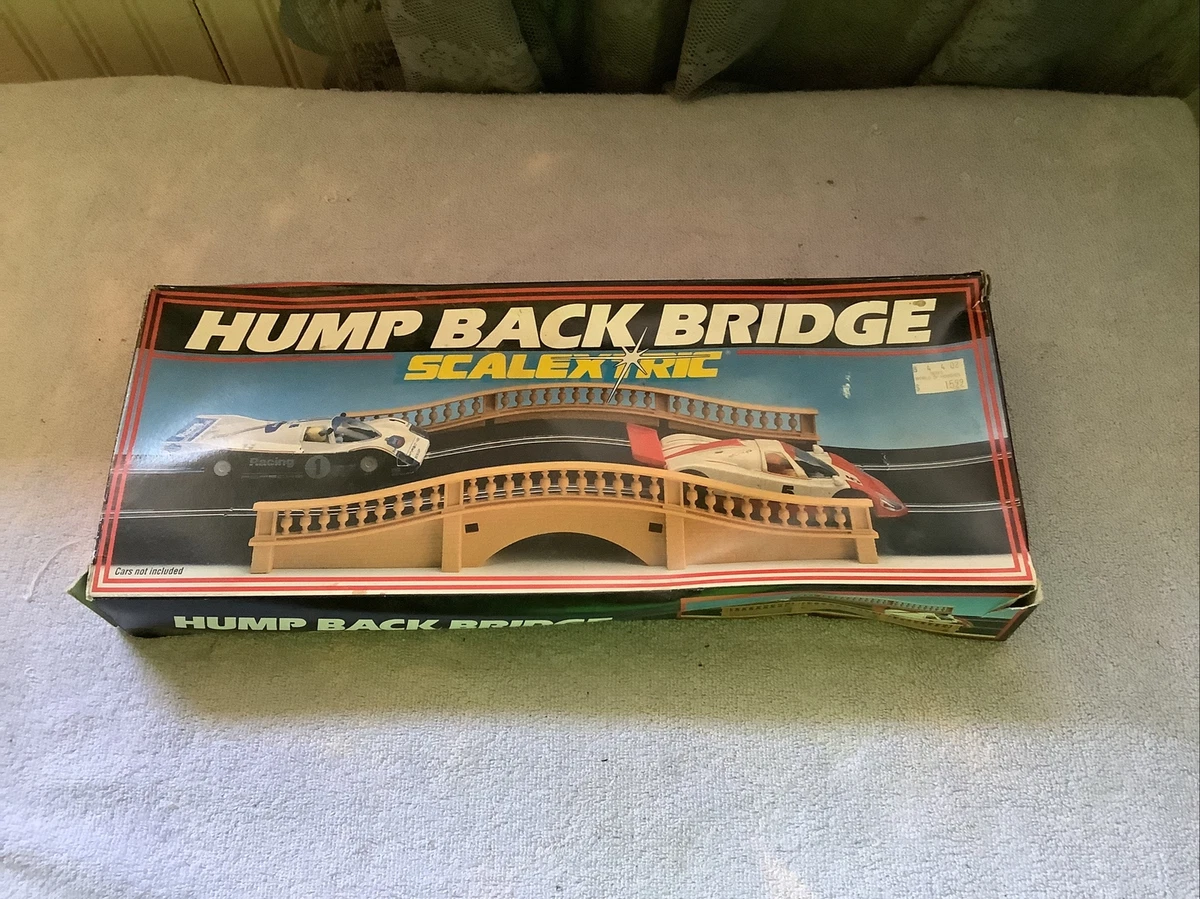 HUMP BACK BRIDGE
SCALEXTRIC
Racing 1
5
Cars not included
HUMP BACK BRIDGE